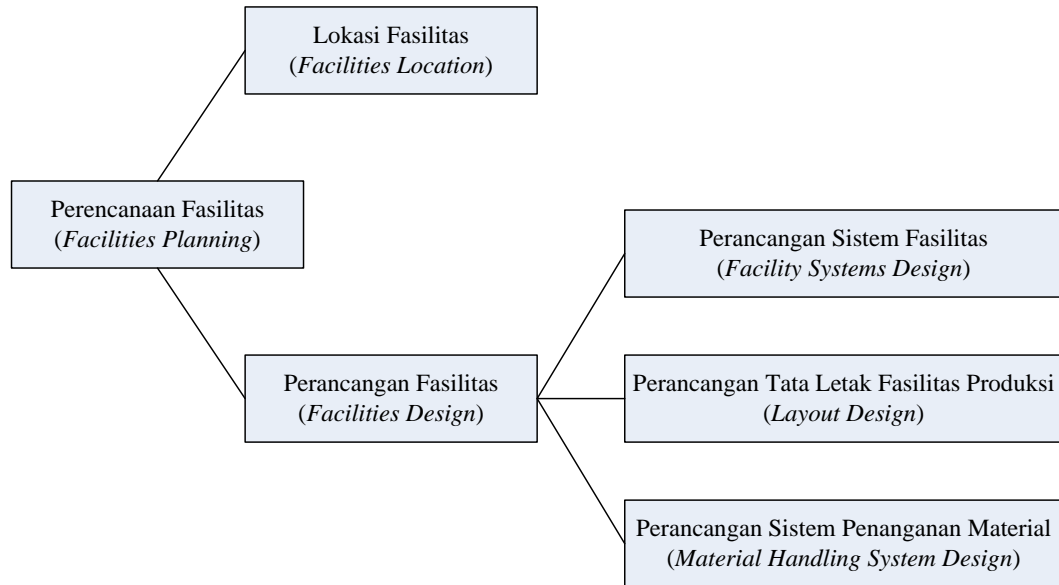 Lokasi Fasilitas
(Facilities Location)
Perencanaan Fasilitas
(Facilities Planning)
Perancangan Sistem Fasilitas
(Facility Systems Design)
Perancangan Fasilitas
(Facilities Design)
Perancangan Tata Letak Fasilitas Produksi
(Layout Design)
Perancangan Sistem Penanganan Material
(Material Handling System Design)